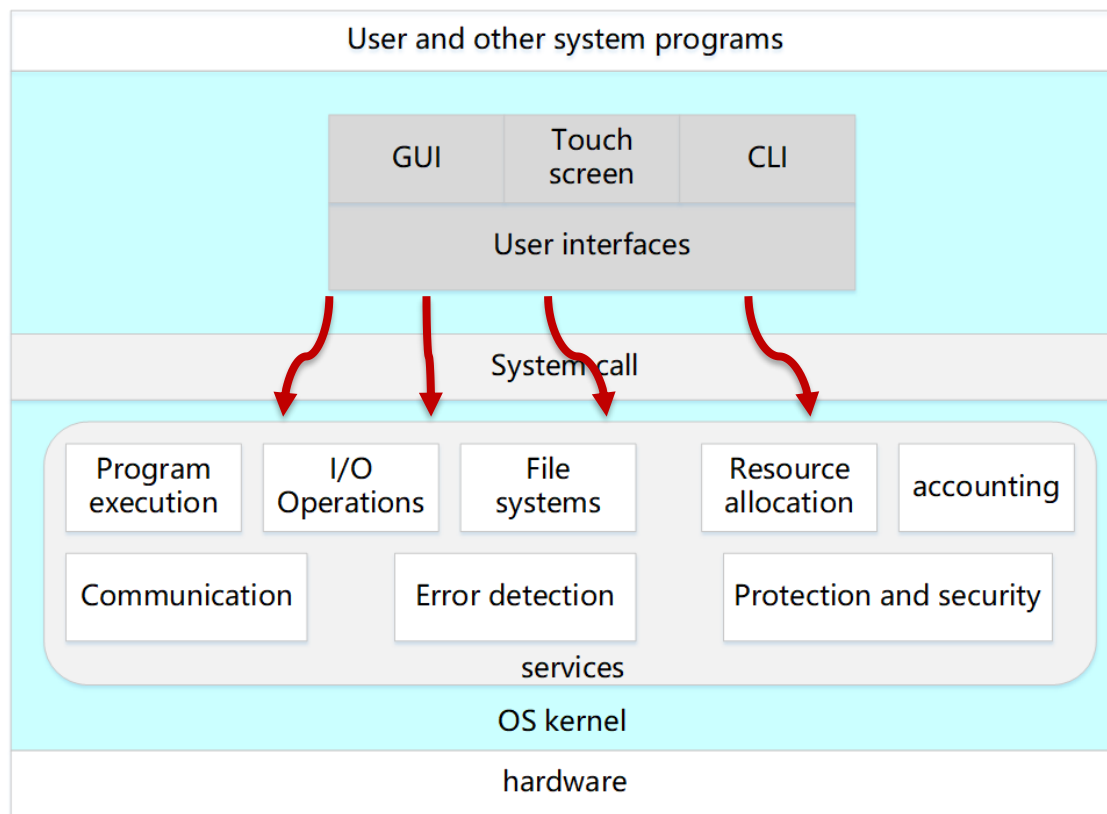 User and other system programs
GUI
Touch
screen
CLI
User interfaces
System call
Program
execution
I/O
Operations
File
systems
Resource
allocation
accounting
Communication
Error detection
Protection and security
services
OS kernel
hardware